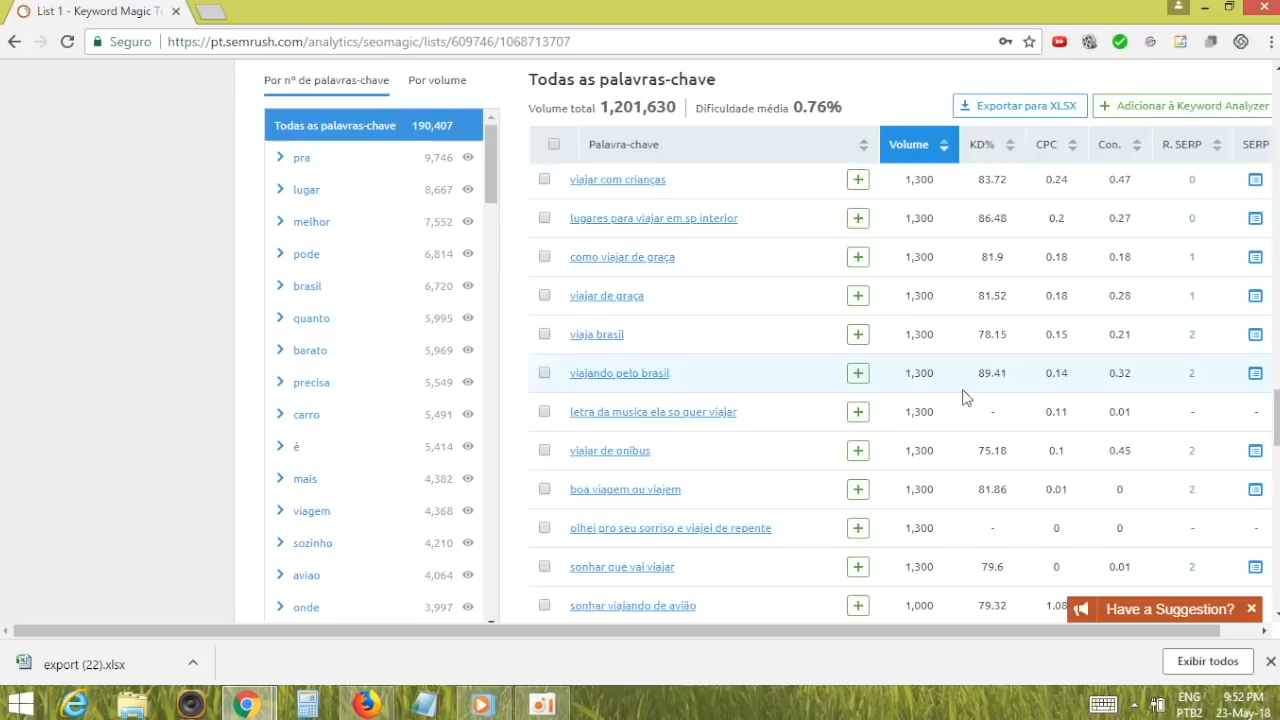 List 1 - Keyword Magic To
Seguro https://pt.semrush.com/analytics/seomagic/lists/609746/1068713707
Por nº de palavras-chave Por volume
Todas as palavras-chave 190,407
pra 9,746
lugar 8,667
melhor 7,552
pode 6,814
brasil 6,720
quanto 5,995
barato 5,969
precisa 5,549
carro 5,491
é 5,414
mais 4,382
viagem 4,368
sozinho 4,210
aviao 4,064
onde 3,997
Todas as palavras-chave
Volume total 1,201,630 Dificuldade média 0.76%
Exportar para XLSX + Adicionar à Keyword Analyzer
Palavra-chave Volume KD% CPC Con. R. SERP SERP
viajar com crianças + 1,300 83.72 0.24 0.47 0
lugares para viajar em sp interior + 1,300 86.48 0.2 0.27 0
como viajar de graça + 1,300 81.9 0.18 0.18 1
viajar de graça + 1,300 81.52 0.18 0.28 1
viaja brasil + 1,300 78.15 0.15 0.21 2
viajando pelo brasil + 1,300 89.41 0.14 0.32 2
letra da musica ela so quer viajar + 1,300 - 0.11 0.01 - -
viajar de onibus + 1,300 75.18 0.1 0.45 2
boa viagem ou viajem + 1,300 81.86 0.01 0 2
olhei pro seu sorriso e viajei de repente + 1,300 - 0 0 - -
sonhar que vai viajar + 1,300 79.6 0 0.01 2
sonhar viajando de avião + 1,000 79.32 1.08
Have a Suggestion? ×
export (22).xlsx
Exibir todos
ENG 9:52 PM
PTB2 23-May-18